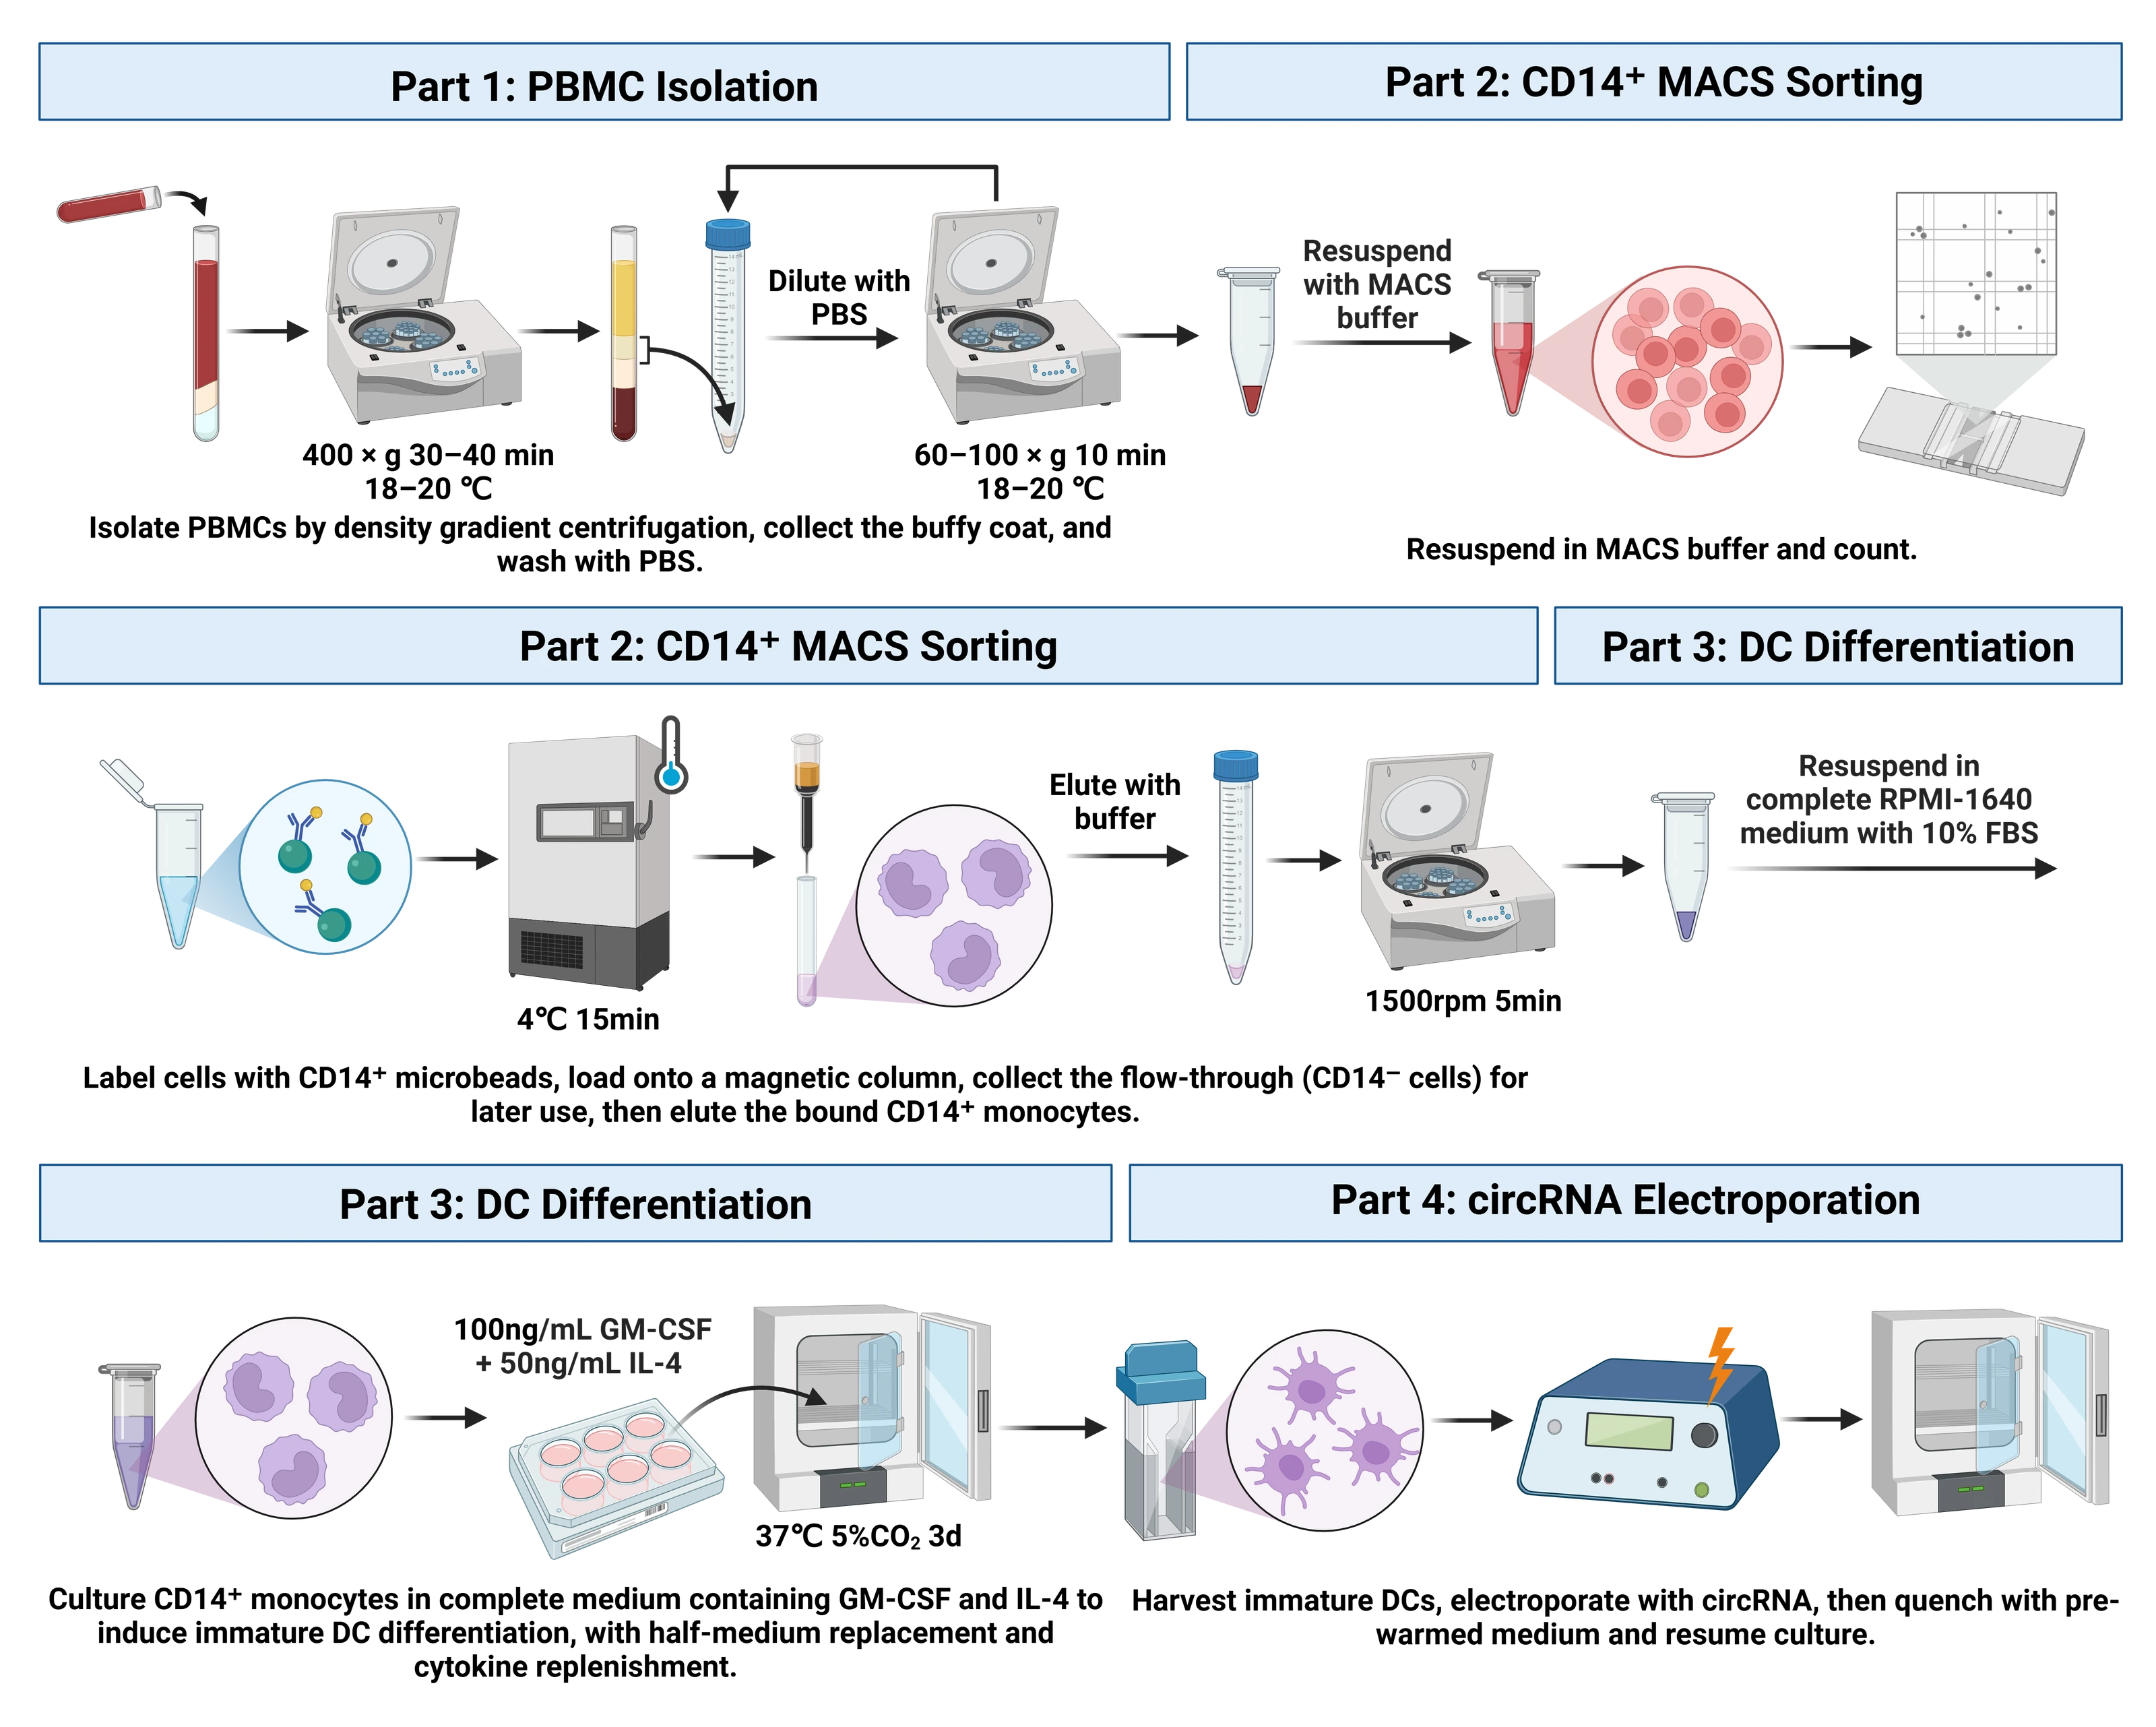 Part 1: PBMC Isolation
Part 2: CD14⁺ MACS Sorting
Dilute with
PBS
Resuspend
with MACS
buffer
400 × g 30–40 min
18–20 ℃
60–100 × g 10 min
18–20 ℃
Isolate PBMCs by density gradient centrifugation, collect the buffy coat, and
wash with PBS.
Resuspend in MACS buffer and count.
Part 2: CD14⁺ MACS Sorting
Part 3: DC Differentiation
Elute with
buffer
Resuspend in
complete RPMI-1640
medium with 10% FBS
4℃ 15min
1500rpm 5min
Label cells with CD14⁺ microbeads, load onto a magnetic column, collect the flow-through (CD14⁻ cells) for
later use, then elute the bound CD14⁺ monocytes.
Part 3: DC Differentiation
Part 4: circRNA Electroporation
100ng/mL GM-CSF
+ 50ng/mL IL-4
37℃ 5%CO₂ 3d
Culture CD14⁺ monocytes in complete medium containing GM-CSF and IL-4 to
induce immature DC differentiation, with half-medium replacement and
cytokine replenishment.
Harvest immature DCs, electroporate with circRNA, then quench with pre-
warmed medium and resume culture.